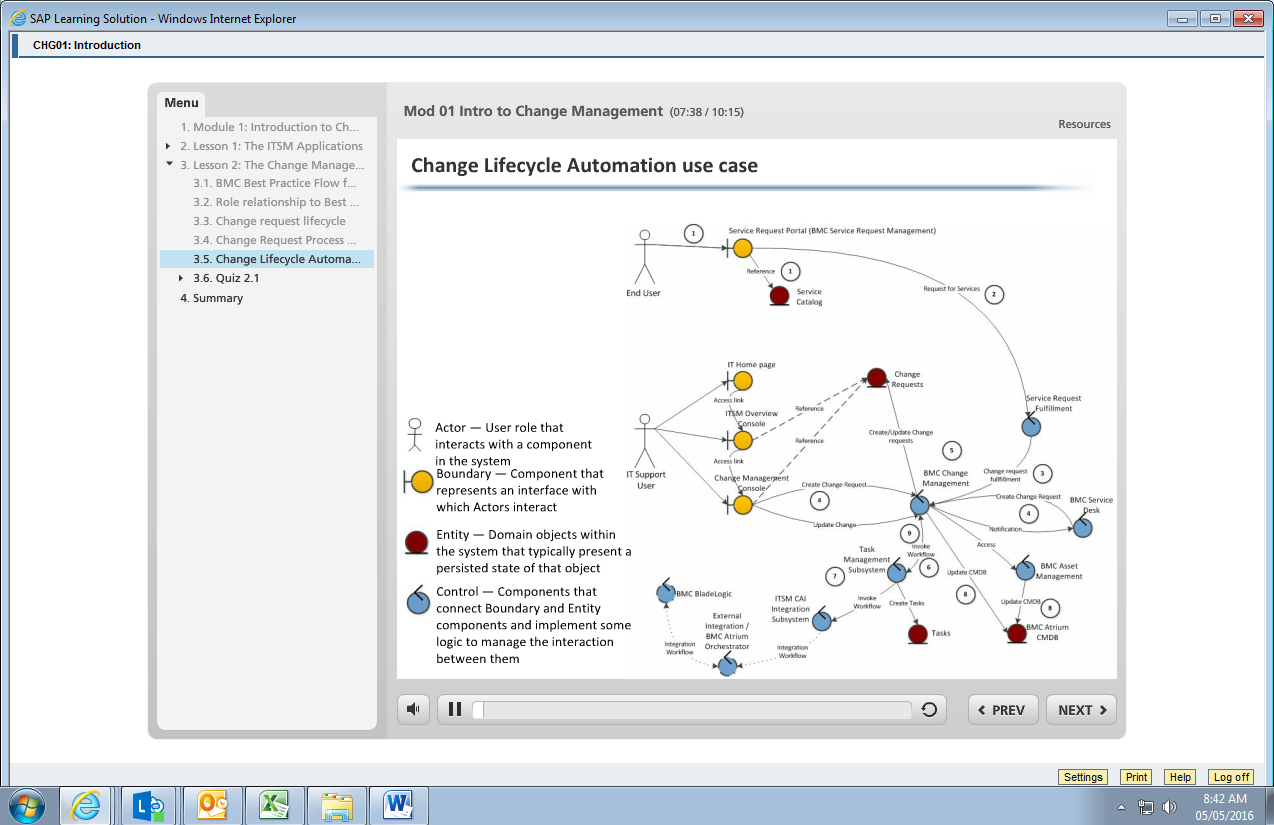 SAP Learning Solution - Windows Internet Explorer
CHG01: Introduction
Menu
1. Module 1: Introduction to Ch...
2. Lesson 1: The ITSM Applications
3. Lesson 2: The Change Manage...
3.1. BMC Best Practice Flow f...
3.2. Role relationship to Best ...
3.3. Change request lifecycle
3.4. Change Request Process ...
3.5. Change Lifecycle Automa...
3.6. Quiz 2.1
4. Summary
Mod 01 Intro to Change Management (07:38 / 10:15)
Resources
Change Lifecycle Automation use case
1
Service Request Portal (BMC Service Request Management)
End User
Reference
1
Service
Catalog
Request for Services
2
IT Home page
Access link
ITSM Overview
Console
Access link
Change Management
Console
IT Support
User
Reference
Reference
Change
Requests
Create/Update Change
requests
5
Service Request
Fulfillment
BMC Change
Management
Change request
fullfillment
3
Create Change Request
4
Update Change
Create Change Request
4
BMC Service
Desk
Notification
Access
BMC Asset
Management
9
Invoke
Workflow
6
Task
Management
Subsystem
7
Update CMDB
8
Update CMDB
8
BMC Atrium
CMDB
Invoke
Workflow
Create Tasks
Tasks
ITSM CAI
Integration
Subsystem
BMC BladeLogic
External
Integration /
BMC Atrium
Orchestrator
Integration
Workflow
Integration
Workflow
Actor — User role that
interacts with a component
in the system
Boundary — Component that
represents an interface with
which Actors interact
Entity — Domain objects within
the system that typically present a
persisted state of that object
Control — Components that
connect Boundary and Entity
components and implement some
logic to manage the interaction
between them
PREV
NEXT
Settings
Print
Help
Log off
8:42 AM
05/05/2016